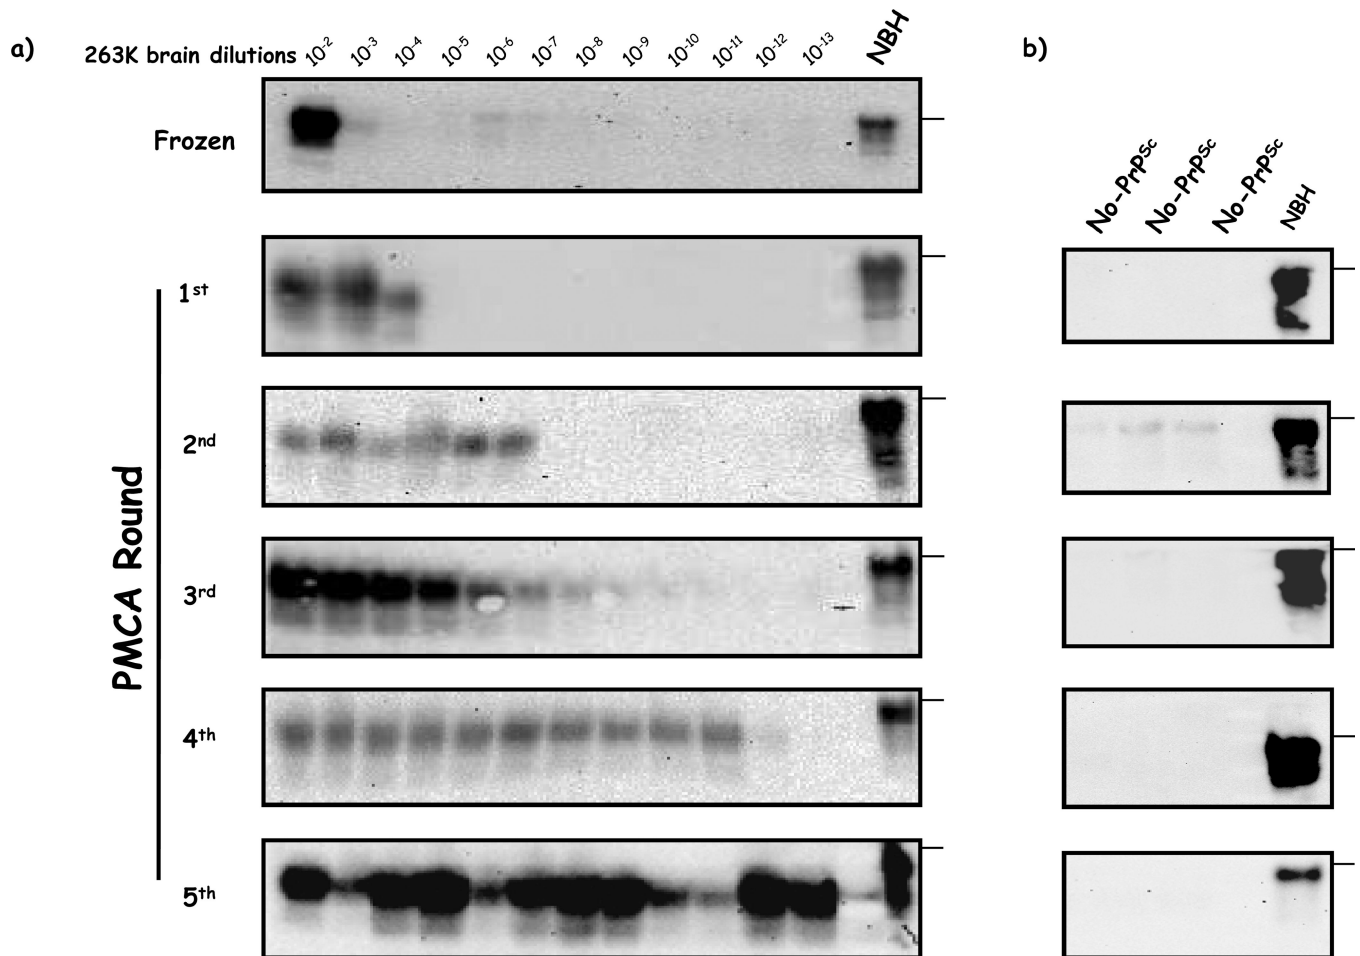 a)
263K brain dilutions 10-2 10-3 10-4 10-5 10-6 10-7 10-8 10-9 10-10 10-11 10-12 10-13 NBH
Frozen
PMCA Round
1st
2nd
3rd
4th
5th
b)
No-PrPSc No-PrPSc No-PrPSc NBH